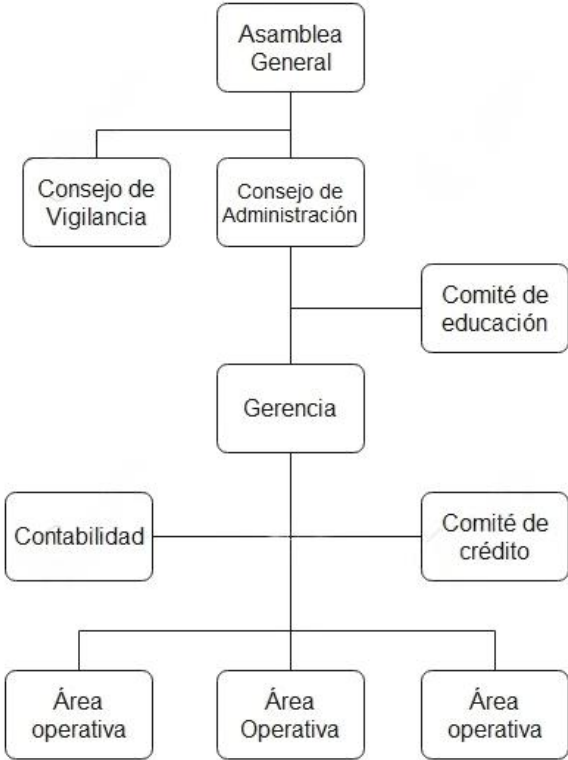 Asamblea
General
Consejo de
Vigilancia
Consejo de
Administración
Comité de
educación
Gerencia
Contabilidad
Comité de
crédito
Área
operativa
Área
Operativa
Área
operativa